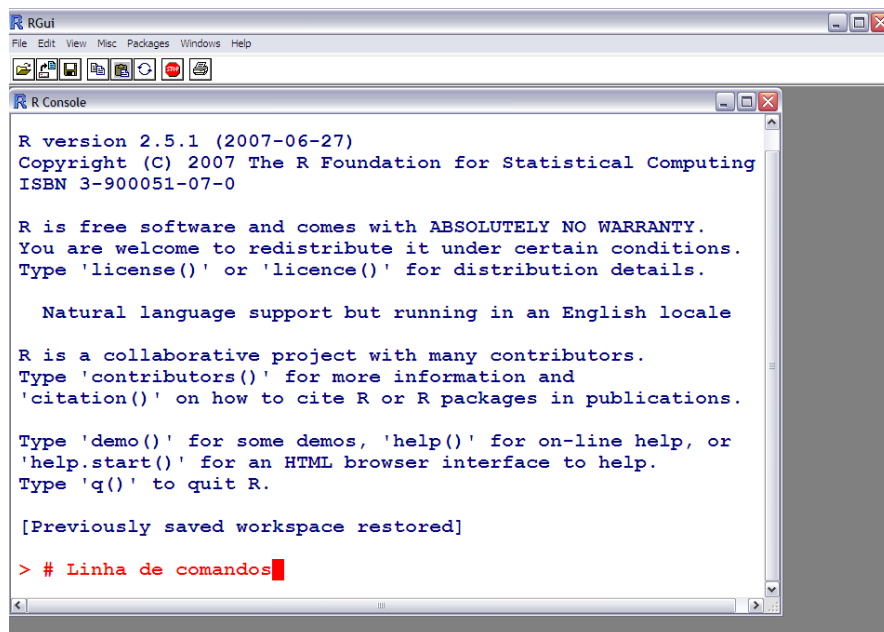 RGui
File Edit View Misc Packages Windows Help
STOP
R Console
R version 2.5.1 (2007-06-27)
Copyright (C) 2007 The R Foundation for Statistical Computing
ISBN 3-900051-07-0
R is free software and comes with ABSOLUTELY NO WARRANTY.
You are welcome to redistribute it under certain conditions.
Type 'license()' or 'licence()' for distribution details.
Natural language support but running in an English locale
R is a collaborative project with many contributors.
Type 'contributors()' for more information and
'citation()' on how to cite R or R packages in publications.
Type 'demo()' for some demos, 'help()' for on-line help, or
'help.start()' for an HTML browser interface to help.
Type 'q()' to quit R.
[Previously saved workspace restored]
> # Linha de comandos